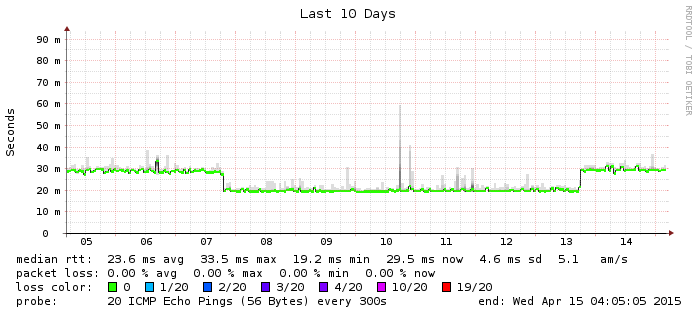 Last 10 Days
RRDTOOL / TOBI OETIKER
Seconds
90 m
80 m
70 m
60 m
50 m
40 m
30 m
20 m
10 m
0
05 06 07 08 09 10 11 12 13 14
median rtt: 23.6 ms avg 33.5 ms max 19.2 ms min 29.5 ms now 4.6 ms sd 5.1 am/s
packet loss: 0.00 % avg 0.00 % max 0.00 % min 0.00 % now
loss color: 0 1/20 2/20 3/20 4/20 10/20 19/20
probe: 20 ICMP Echo Pings (56 Bytes) every 300s end: Wed Apr 15 04:05:05 2015